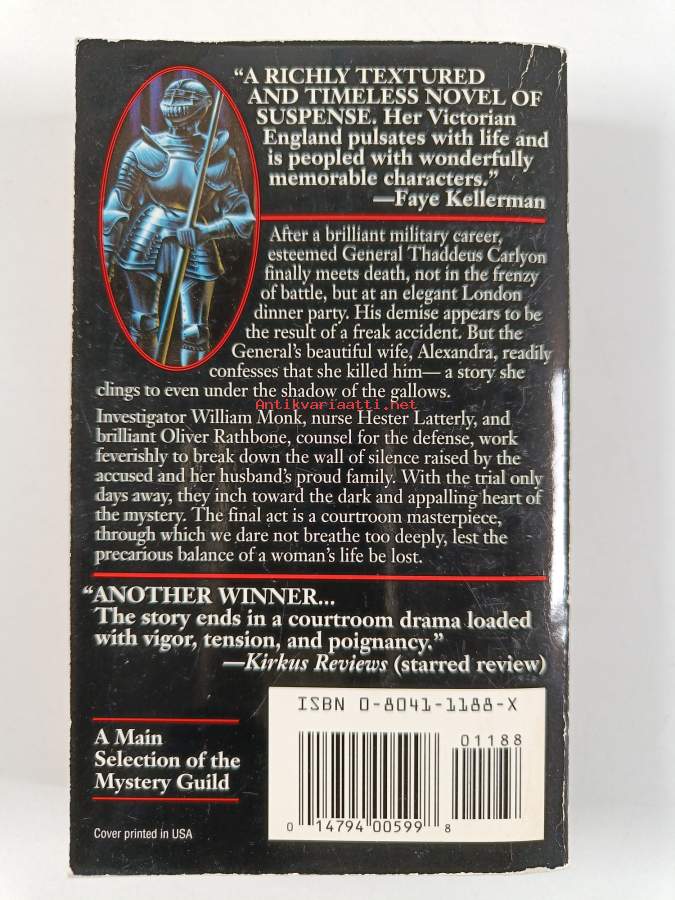 “A RICHLY TEXTURED
AND TIMELESS NOVEL OF
SUSPENSE. Her Victorian
England pulsates with life and
is peopled with wonderfully
memorable characters.”
—Faye Kellerman
After a brilliant military career,
esteemed General Thaddeus Carlyon
finally meets death, not in the frenzy
of battle, but at an elegant London
dinner party. His demise appears to be
the result of a freak accident. But the
General’s beautiful wife, Alexandra, readily
confesses that she killed him— a story she
clings to even under the shadow of the gallows.
Antikvariaatti.net
Investigator William Monk, nurse Hester Latterly, and
brilliant Oliver Rathbone, counsel for the defense, work
feverishly to break down the wall of silence raised by the
accused and her husband’s proud family. With the trial only
days away, they inch toward the dark and appalling heart of
the mystery. The final act is a courtroom masterpiece,
through which we dare not breathe too deeply, lest the
precarious balance of a woman’s life be lost.
“ANOTHER WINNER...
The story ends in a courtroom drama loaded
with vigor, tension, and poignancy.”
—Kirkus Reviews (starred review)
ISBN 0-8041-1188-X
01188
0 14794 00599 8
A Main
Selection of the
Mystery Guild
Cover printed in USA